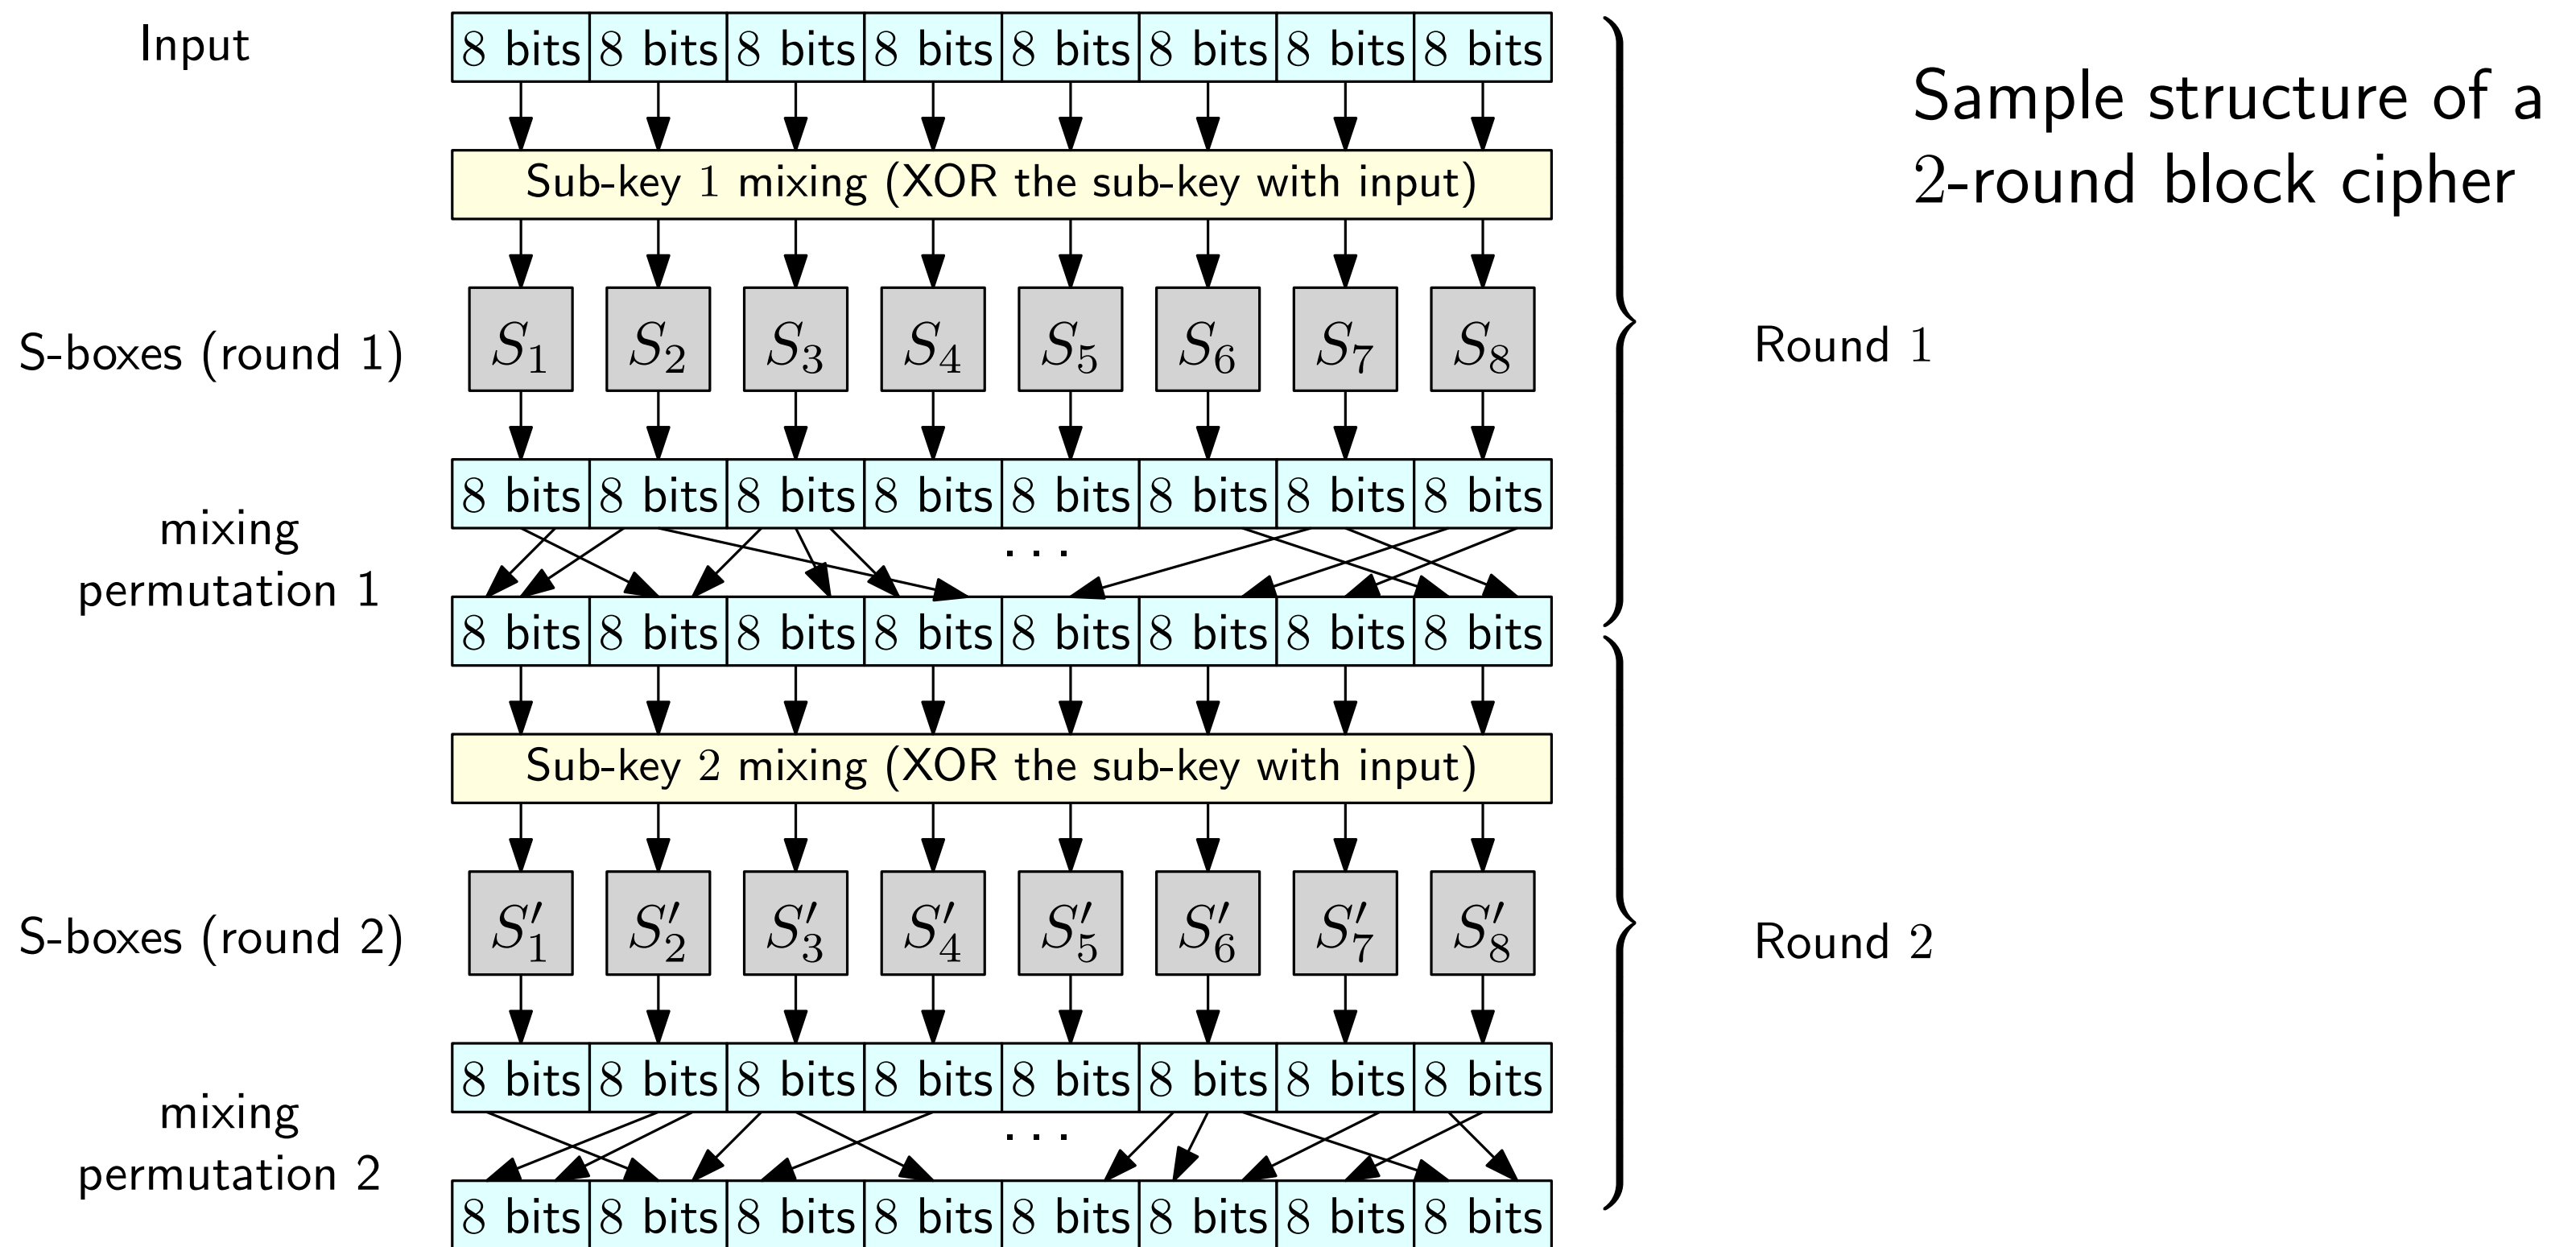 Input
8 bits 8 bits 8 bits 8 bits 8 bits 8 bits 8 bits 8 bits
Sample structure of a
2-round block cipher
Sub-key 1 mixing (XOR the sub-key with input)
S-boxes (round 1)
S₁ S₂ S₃ S₄ S₅ S₆ S₇ S₈
Round 1
8 bits 8 bits 8 bits 8 bits 8 bits 8 bits 8 bits 8 bits
mixing
permutation 1
...
8 bits 8 bits 8 bits 8 bits 8 bits 8 bits 8 bits 8 bits
Sub-key 2 mixing (XOR the sub-key with input)
S-boxes (round 2)
S′₁ S′₂ S′₃ S′₄ S′₅ S′₆ S′₇ S′₈
Round 2
8 bits 8 bits 8 bits 8 bits 8 bits 8 bits 8 bits 8 bits
mixing
permutation 2
...
8 bits 8 bits 8 bits 8 bits 8 bits 8 bits 8 bits 8 bits